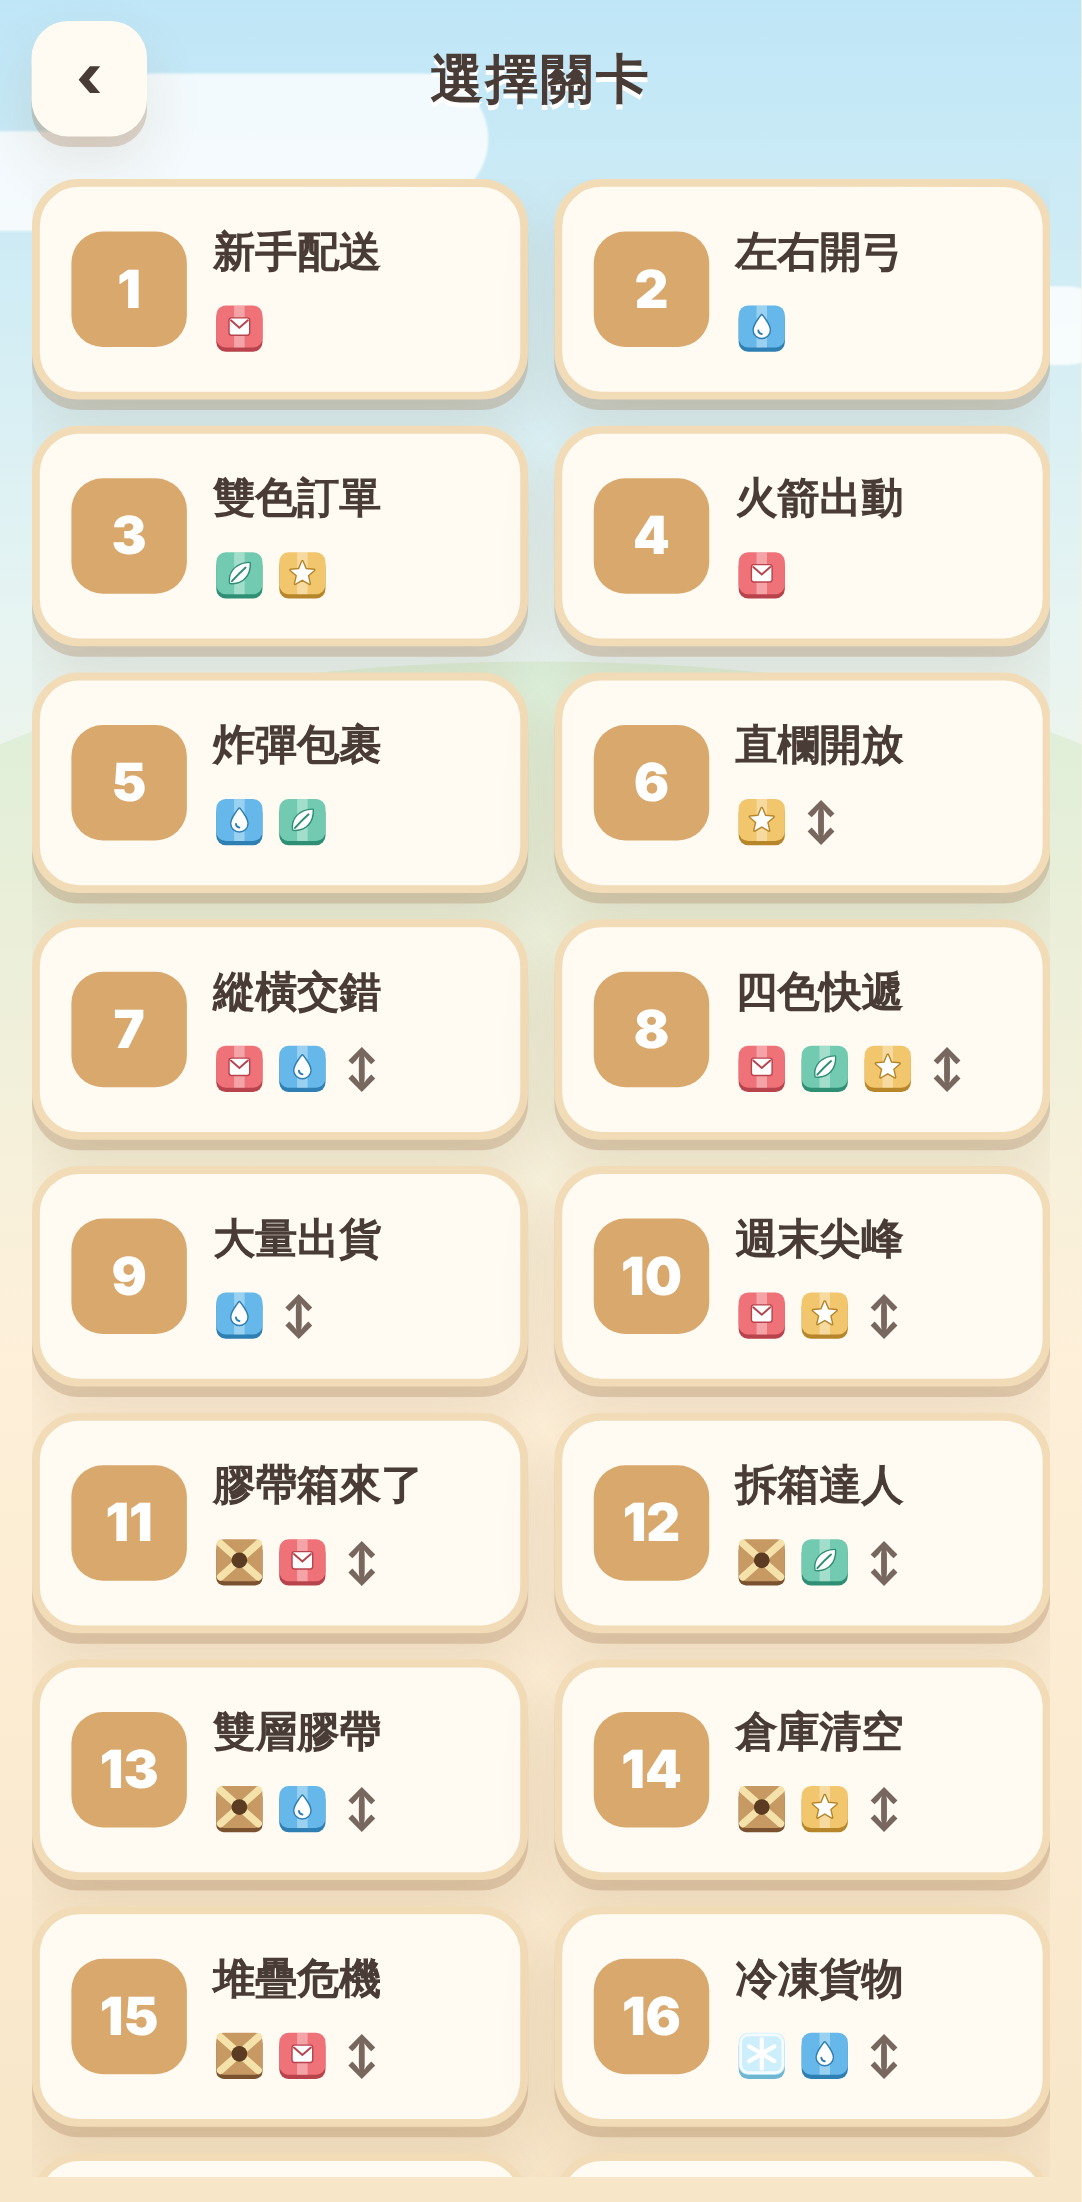 ‹
選擇關卡
1
新手配送
2
左右開弓
3
雙色訂單
4
火箭出動
5
炸彈包裹
6
直欄開放
7
縱橫交錯
8
四色快遞
9
大量出貨
10
週末尖峰
11
膠帶箱來了
12
拆箱達人
13
雙層膠帶
14
倉庫清空
15
堆疊危機
16
冷凍貨物